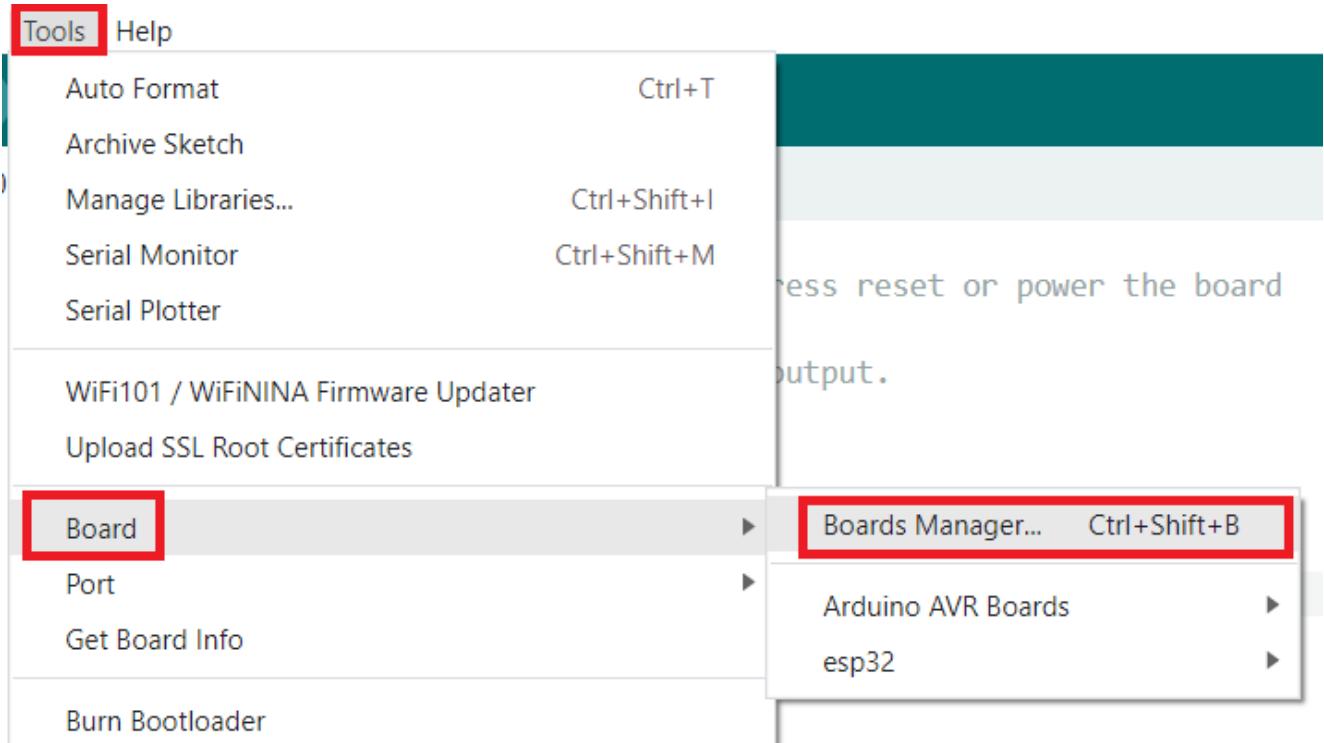 Tools Help
Auto Format Ctrl+T
Archive Sketch
Manage Libraries... Ctrl+Shift+I
Serial Monitor Ctrl+Shift+M
Serial Plotter
ress reset or power the board
output.
WiFi101 / WiFiNINA Firmware Updater
Upload SSL Root Certificates
Board
Boards Manager... Ctrl+Shift+B
Port
Arduino AVR Boards
Get Board Info
esp32
Burn Bootloader